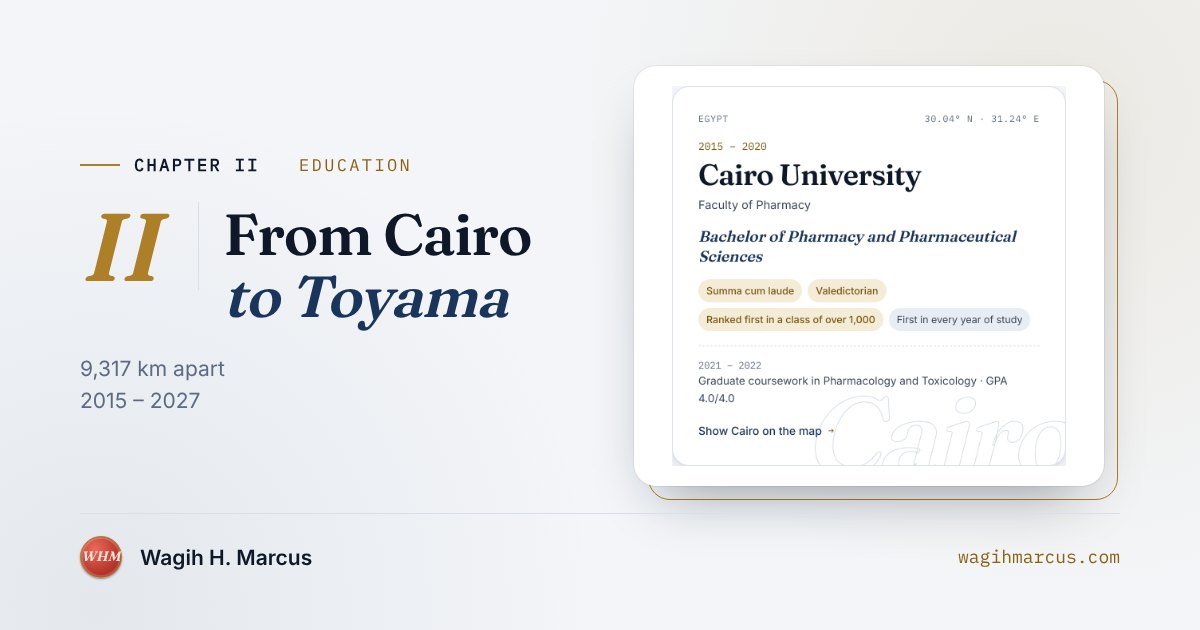 CHAPTER II EDUCATION
II
From Cairo
to Toyama
9,317 km apart
2015 – 2027
EGYPT 30.04° N · 31.24° E
2015 – 2020
Cairo University
Faculty of Pharmacy
Bachelor of Pharmacy and Pharmaceutical
Sciences
Summa cum laude Valedictorian
Ranked first in a class of over 1,000 First in every year of study
2021 – 2022
Graduate coursework in Pharmacology and Toxicology · GPA
4.0/4.0
Show Cairo on the map →
Cairo
WHM Wagih H. Marcus
wagihmarcus.com